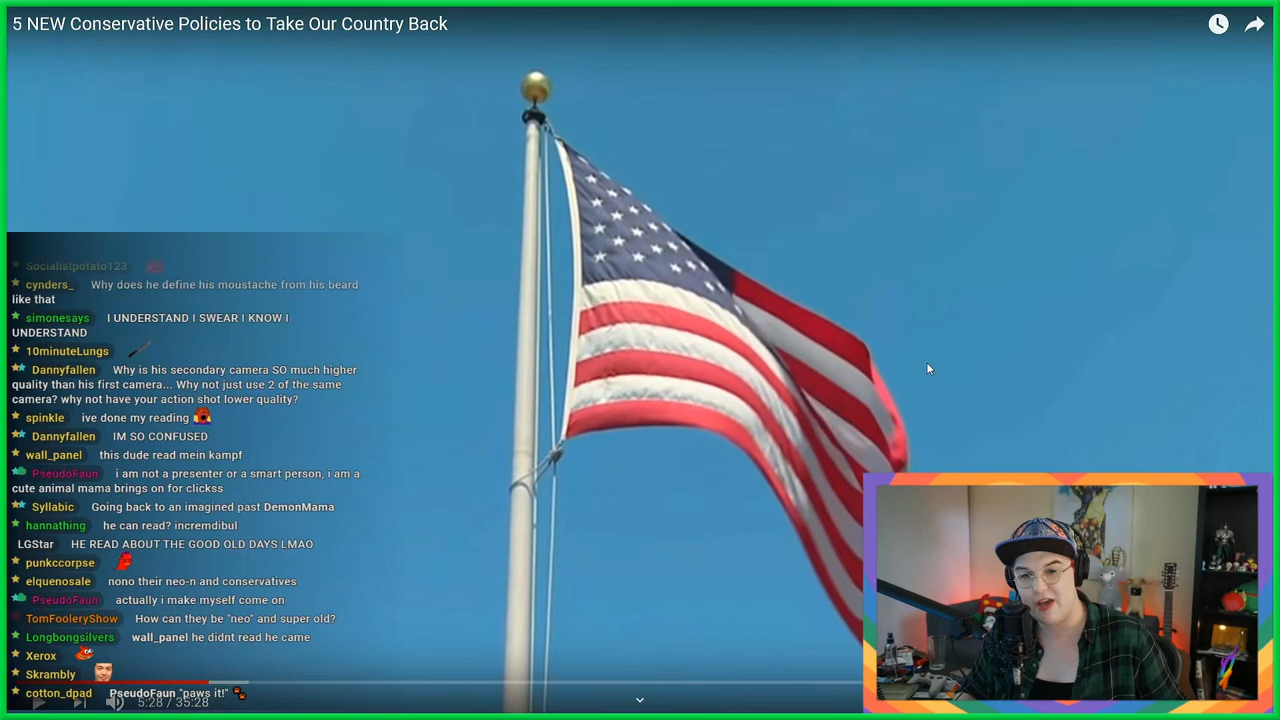 5 NEW Conservative Policies to Take Our Country Back
Socialistpotato123
cynders_ Why does he define his moustache from his beard
like that
simonesays I UNDERSTAND I SWEAR I KNOW I
UNDERSTAND
10minuteLungs
Dannyfallen Why is his secondary camera SO much higher
quality than his first camera... Why not just use 2 of the same
camera? why not have your action shot lower quality?
spinkle ive done my reading
Dannyfallen IM SO CONFUSED
wall_panel this dude read mein kampf
PseudoFaun i am not a presenter or a smart person, i am a
cute animal mama brings on for clickss
Syllabic Going back to an imagined past DemonMama
hannathing he can read? incremdibul
LGStar HE READ ABOUT THE GOOD OLD DAYS LMAO
punkccorpse
elquenosale nono their neo-n and conservatives
PseudoFaun actually i make myself come on
TomFooleryShow How can they be "neo" and super old?
Longbongsilvers wall_panel he didnt read he came
Xerox
Skrambly
cotton_dpad PseudoFaun "paws it!"
5:28 / 35:28